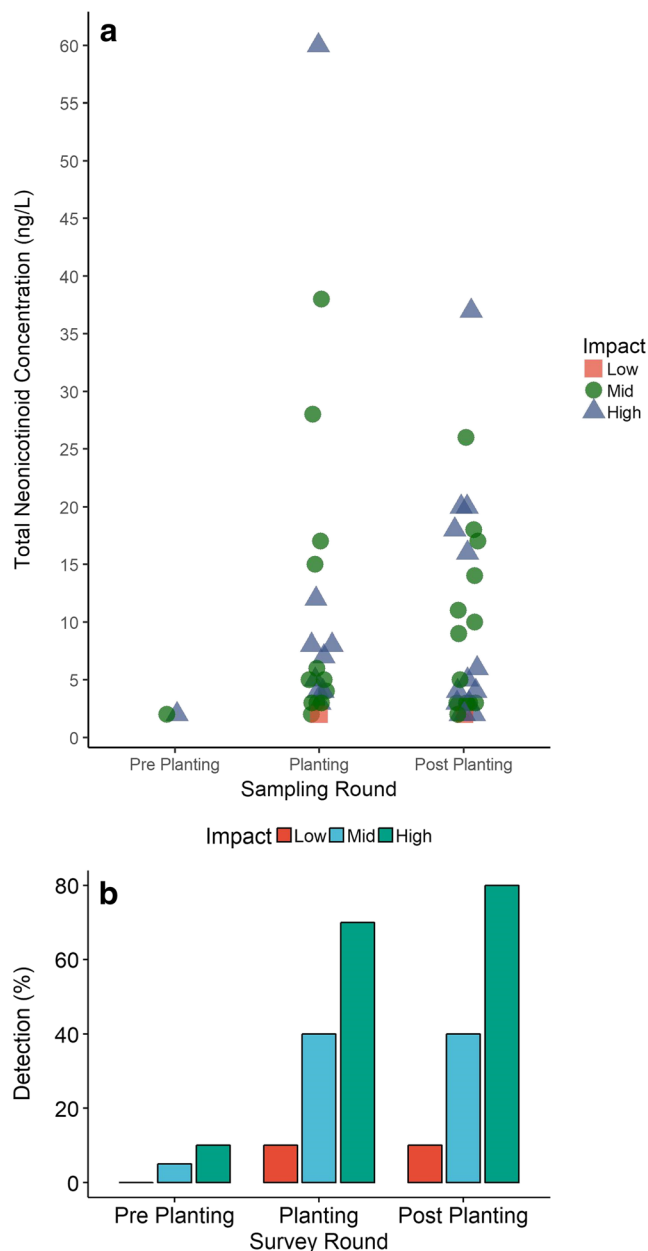 a
60
55
50
45
40
35
30
25
20
15
10
5
0
Total Neonicotinoid Concentration (ng/L)
Pre Planting Planting Post Planting
Sampling Round
Impact
Low
Mid
High
Impact Low Mid High
b
80
60
40
20
0
Detection (%)
Pre Planting Planting Post Planting
Survey Round